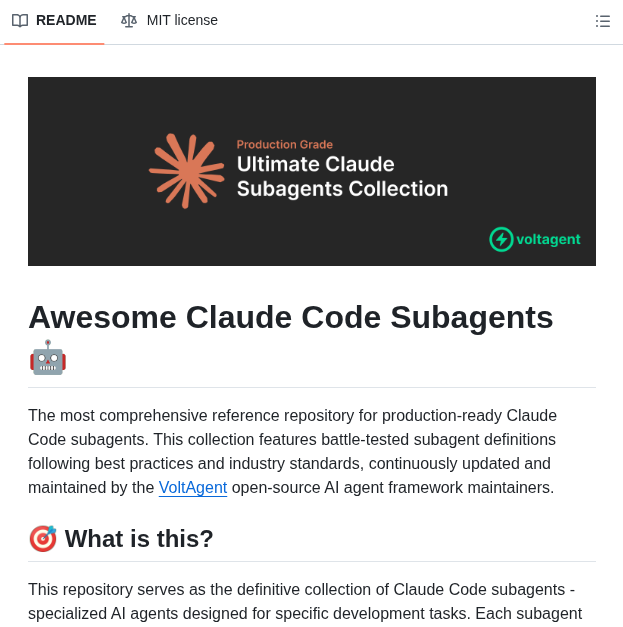 README MIT license
Production Grade
Ultimate Claude
Subagents Collection
voltagent
Awesome Claude Code Subagents
🤖
The most comprehensive reference repository for production-ready Claude
Code subagents. This collection features battle-tested subagent definitions
following best practices and industry standards, continuously updated and
maintained by the VoltAgent open-source AI agent framework maintainers.
🎯 What is this?
This repository serves as the definitive collection of Claude Code subagents -
specialized AI agents designed for specific development tasks. Each subagent